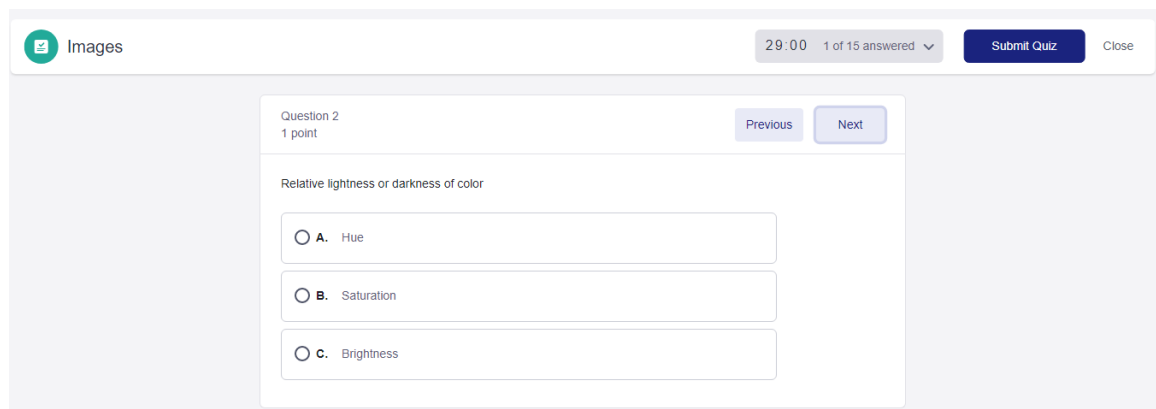 Images
29:00 1 of 15 answered
Submit Quiz
Close
Question 2
1 point
Previous
Next
Relative lightness or darkness of color
A. Hue
B. Saturation
C. Brightness